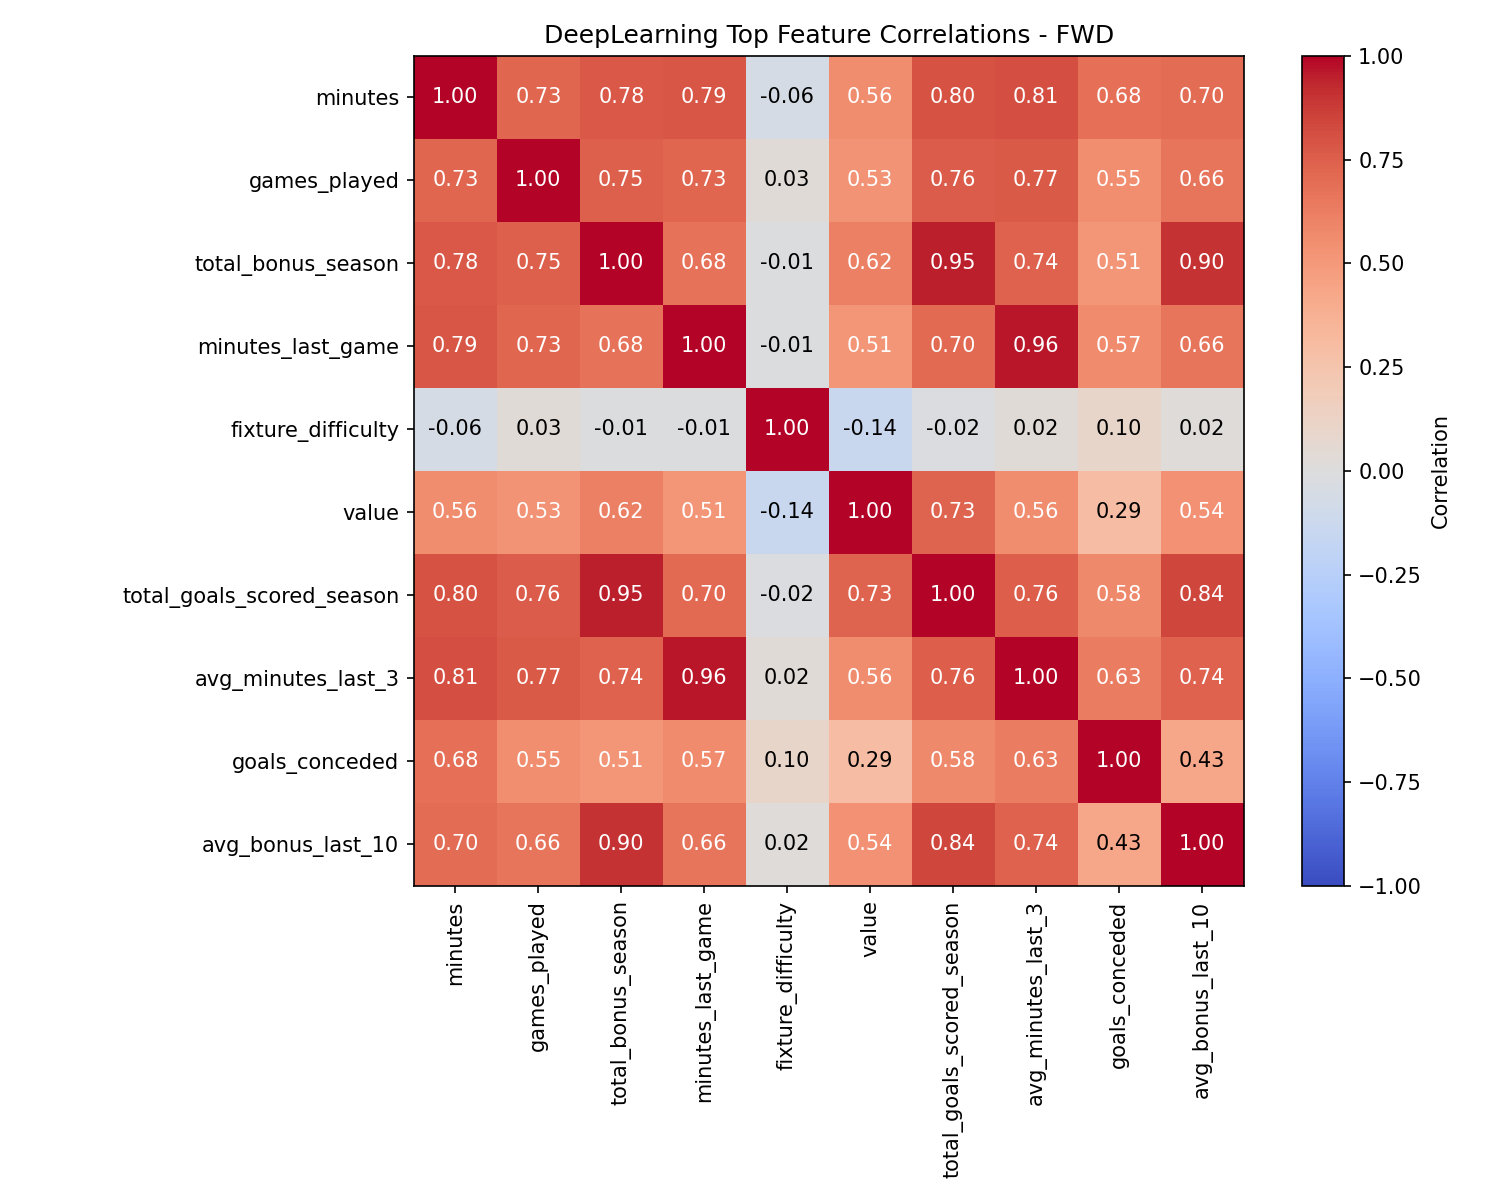 DeepLearning Top Feature Correlations - FWD
minutes 1.00 0.73 0.78 0.79 -0.06 0.56 0.80 0.81 0.68 0.70
games_played 0.73 1.00 0.75 0.73 0.03 0.53 0.76 0.77 0.55 0.66
total_bonus_season 0.78 0.75 1.00 0.68 -0.01 0.62 0.95 0.74 0.51 0.90
minutes_last_game 0.79 0.73 0.68 1.00 -0.01 0.51 0.70 0.96 0.57 0.66
fixture_difficulty -0.06 0.03 -0.01 -0.01 1.00 -0.14 -0.02 0.02 0.10 0.02
value 0.56 0.53 0.62 0.51 -0.14 1.00 0.73 0.56 0.29 0.54
total_goals_scored_season 0.80 0.76 0.95 0.70 -0.02 0.73 1.00 0.76 0.58 0.84
avg_minutes_last_3 0.81 0.77 0.74 0.96 0.02 0.56 0.76 1.00 0.63 0.74
goals_conceded 0.68 0.55 0.51 0.57 0.10 0.29 0.58 0.63 1.00 0.43
avg_bonus_last_10 0.70 0.66 0.90 0.66 0.02 0.54 0.84 0.74 0.43 1.00
minutes
games_played
total_bonus_season
minutes_last_game
fixture_difficulty
value
total_goals_scored_season
avg_minutes_last_3
goals_conceded
avg_bonus_last_10
1.00
0.75
0.50
0.25
0.00
−0.25
−0.50
−0.75
−1.00
Correlation